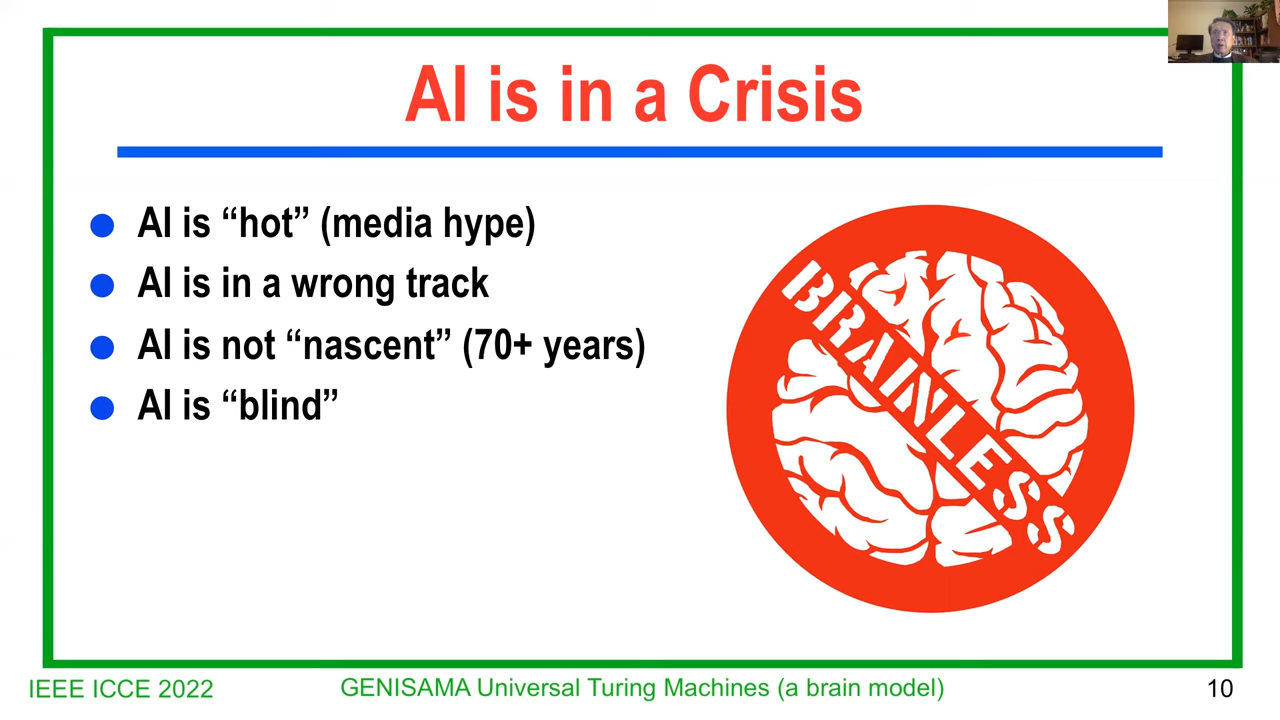 AI is in a Crisis
AI is “hot” (media hype)
AI is in a wrong track
AI is not “nascent” (70+ years)
AI is “blind”
BRAINLESS
IEEE ICCE 2022
GENISAMA Universal Turing Machines (a brain model)
10